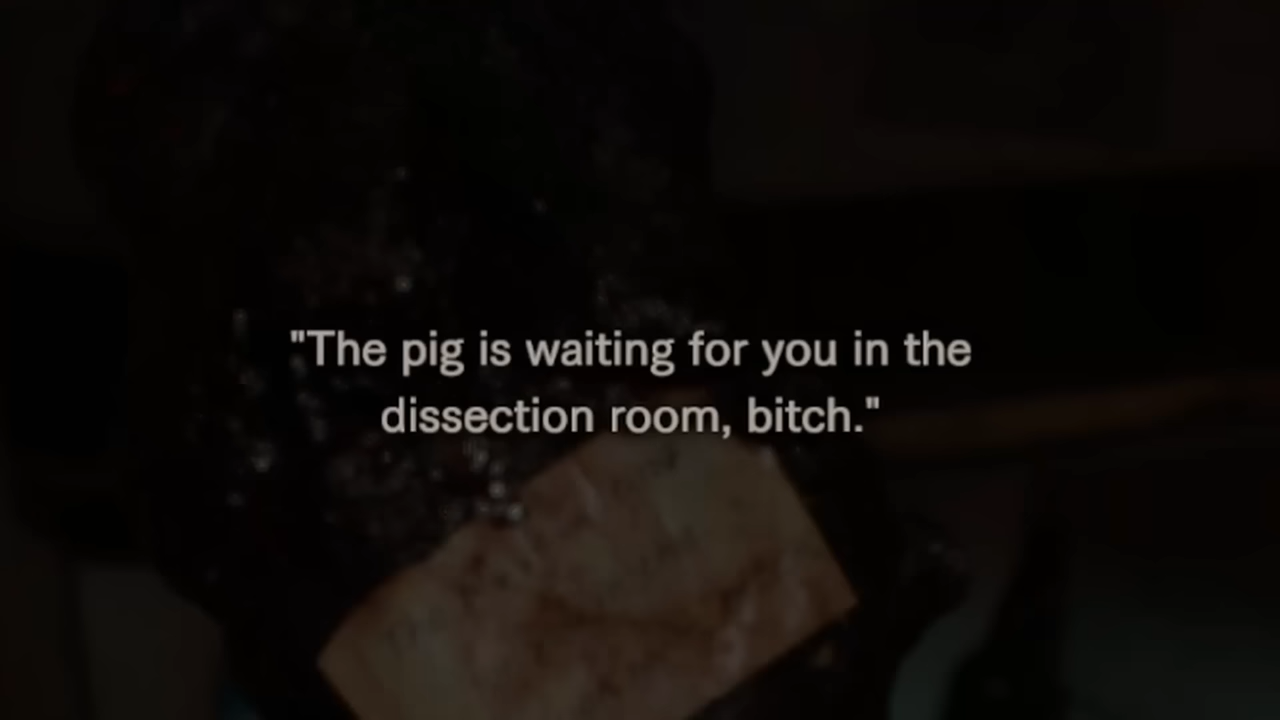 "The pig is waiting for you in the
dissection room, bitch."